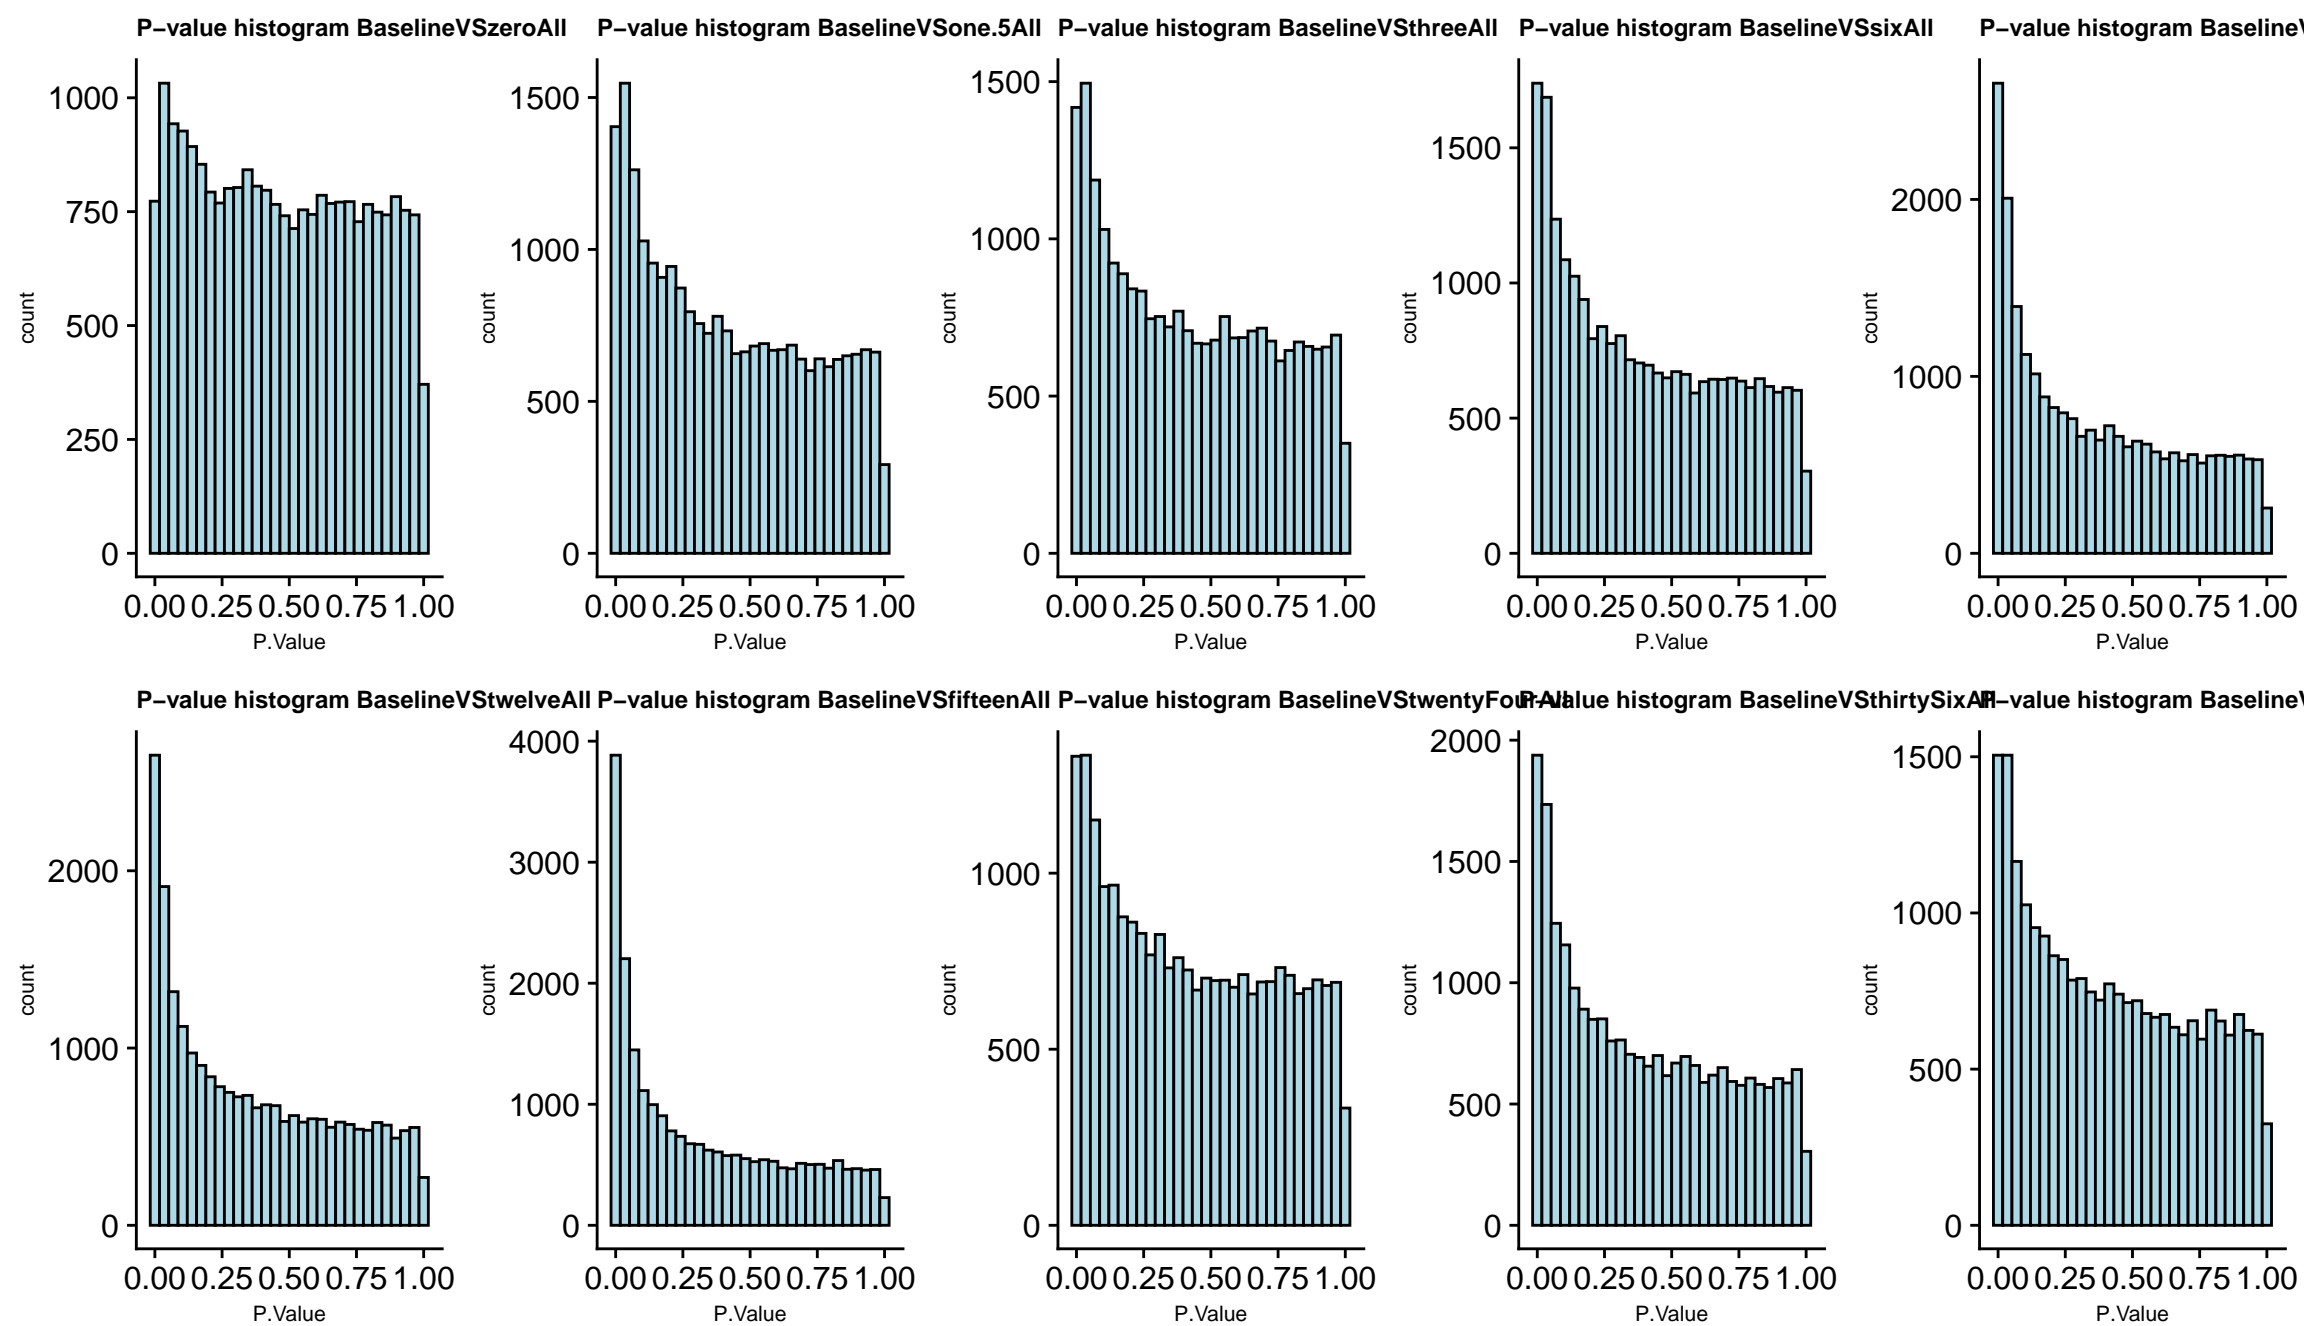 P−value histogram BaselineVSzeroAll
1000
750
500
250
0
count
0.00 0.25 0.50 0.75 1.00
P.Value
P−value histogram BaselineVSone.5All
1500
1000
500
0
count
0.00 0.25 0.50 0.75 1.00
P.Value
P−value histogram BaselineVSthreeAll
1500
1000
500
0
count
0.00 0.25 0.50 0.75 1.00
P.Value
P−value histogram BaselineVSsixAll
1500
1000
500
0
count
0.00 0.25 0.50 0.75 1.00
P.Value
P−value histogram Baseline
2000
1000
0
count
0.00 0.25 0.50 0.75 1.00
P.Value
P−value histogram BaselineVStwelveAll
2000
1000
0
count
0.00 0.25 0.50 0.75 1.00
P.Value
P−value histogram BaselineVSfifteenAll
4000
3000
2000
1000
0
count
0.00 0.25 0.50 0.75 1.00
P.Value
P−value histogram BaselineVStwentyFourAll
1000
500
0
count
0.00 0.25 0.50 0.75 1.00
P.Value
P−value histogram BaselineVSthirtySixAll
2000
1500
1000
500
0
count
0.00 0.25 0.50 0.75 1.00
P.Value
P−value histogram Baseline
1500
1000
500
0
count
0.00 0.25 0.50 0.75 1.00
P.Value